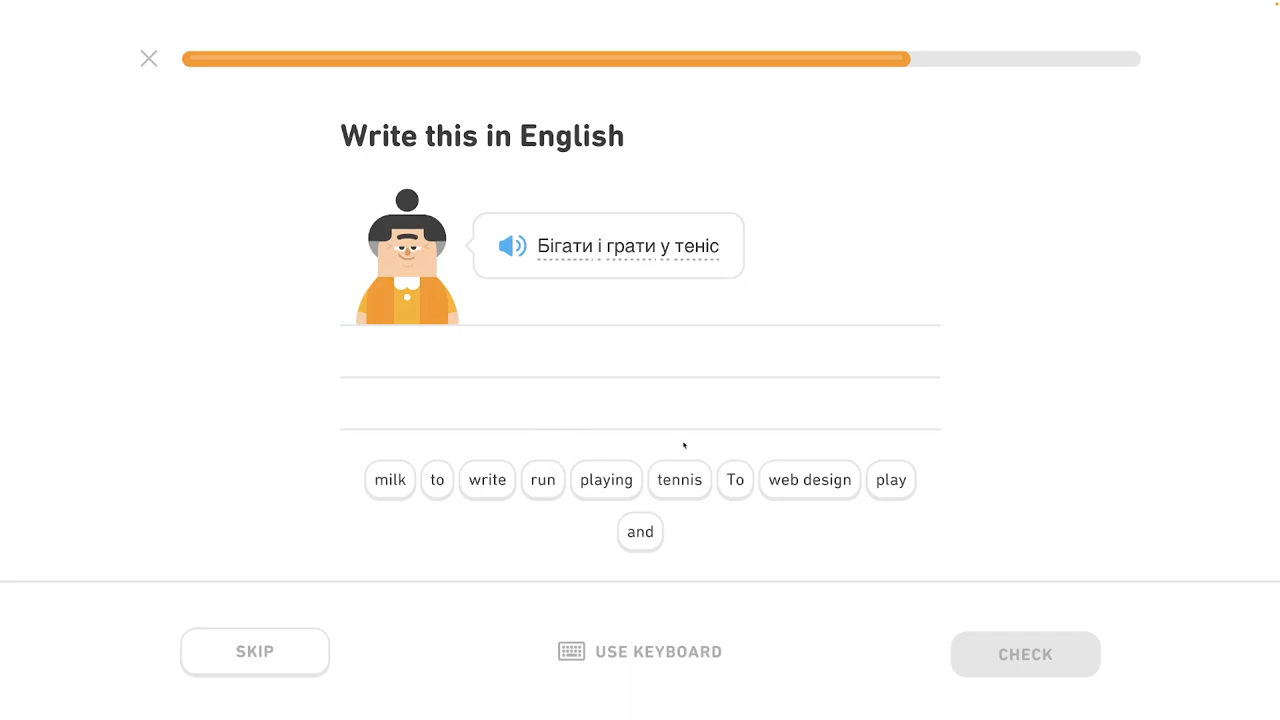 Write this in English
Бігати і грати у теніс
milk to write run playing tennis To web design play
and
SKIP USE KEYBOARD CHECK